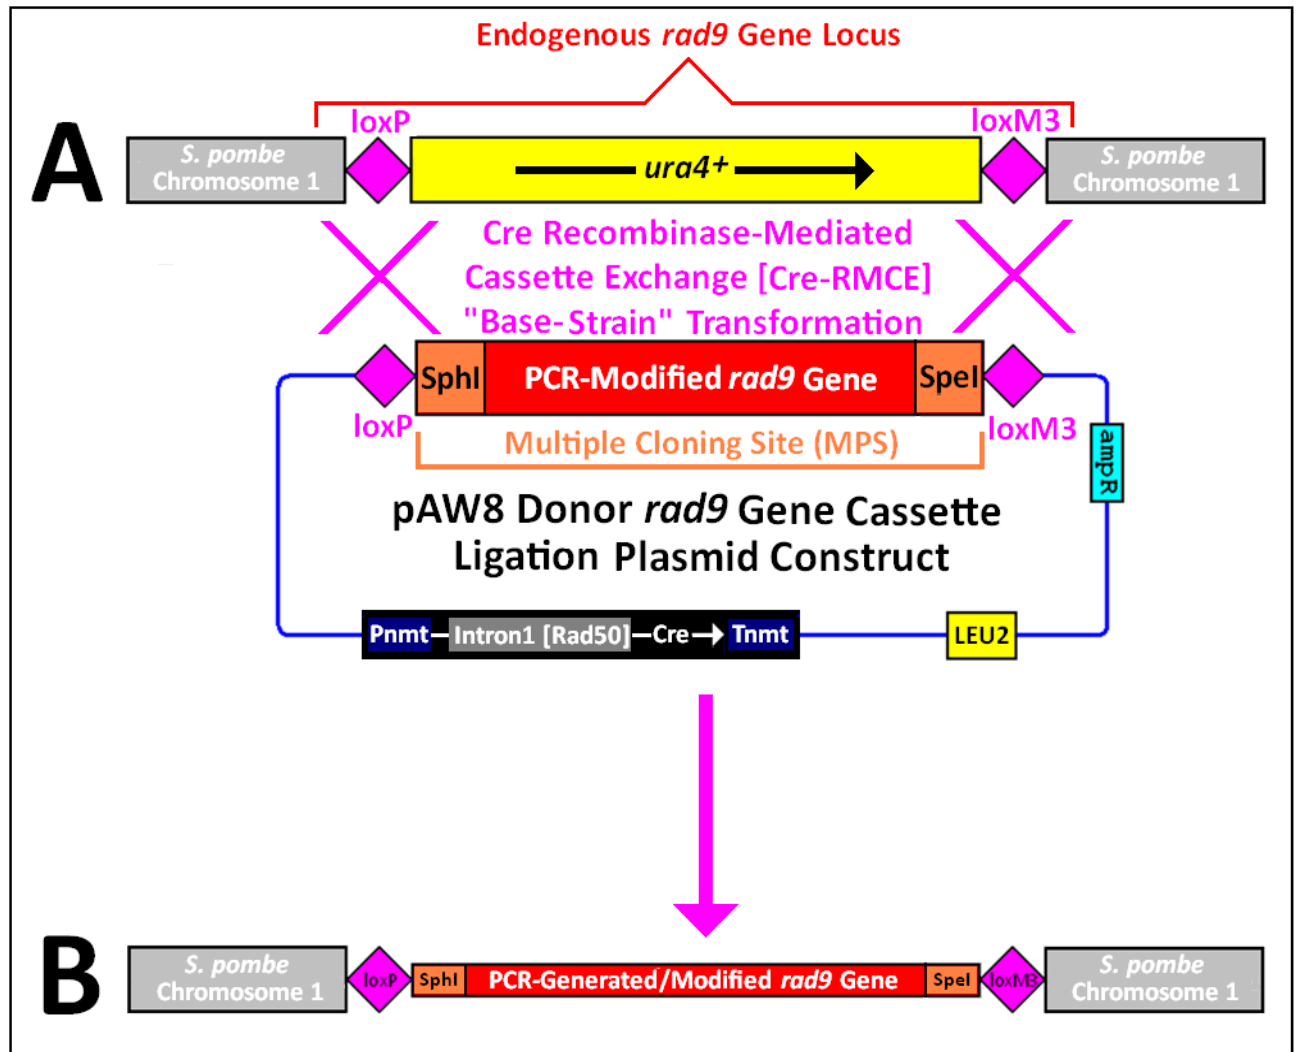 Endogenous rad9 Gene Locus
A
loxP
loxM3
S. pombe
Chromosome 1
ura4+
S. pombe
Chromosome 1
Cre Recombinase-Mediated
Cassette Exchange [Cre-RMCE]
"Base-Strain" Transformation
SphI
PCR-Modified rad9 Gene
SpeI
loxP
loxM3
Multiple Cloning Site (MPS)
ampR
pAW8 Donor rad9 Gene Cassette
Ligation Plasmid Construct
Pnmt
Intron1 [Rad50]
Cre
Tnmt
LEU2
B
S. pombe
Chromosome 1
loxP
SphI
PCR-Generated/Modified rad9 Gene
SpeI
loxM3
S. pombe
Chromosome 1